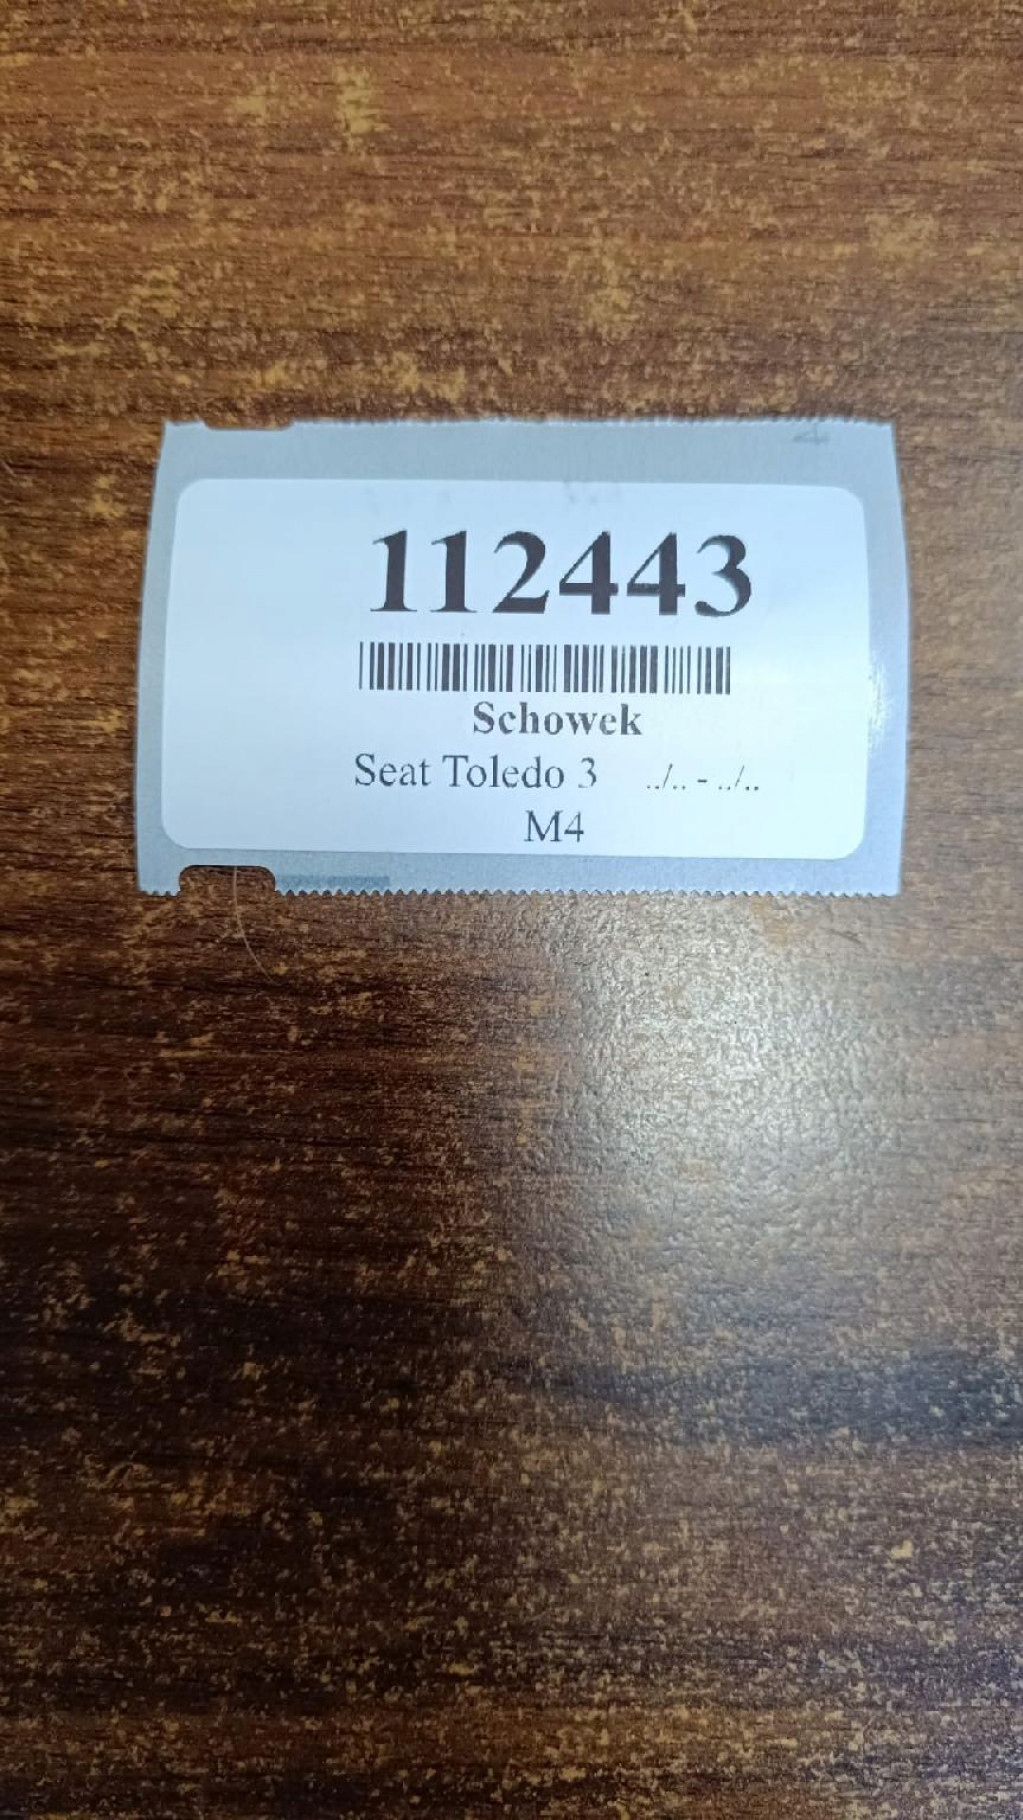 112443
Schowek
Seat Toledo 3 ../.. - ../..
M4